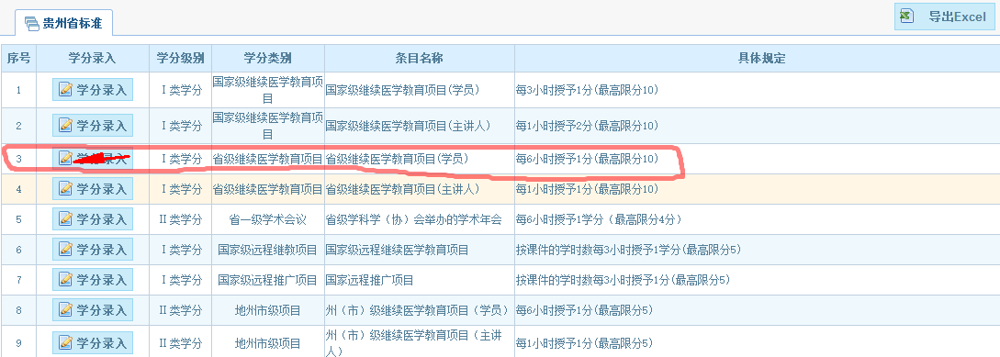 贵州省标准
导出Excel
序号 学分录入 学分级别 学分类别 条目名称 具体规定
1 学分录入 I 类学分 国家级继续医学教育项目 国家级继续医学教育项目(学员) 每3小时授予1分(最高限分10)
2 学分录入 I 类学分 国家级继续医学教育项目 国家级继续医学教育项目(主讲人) 每1小时授予2分(最高限分10)
3 学分录入 I 类学分 省级继续医学教育项目 省级继续医学教育项目(学员) 每6小时授予1分(最高限分10)
4 学分录入 I 类学分 省级继续医学教育项目 省级继续医学教育项目(主讲人) 每1小时授予1分(最高限分10)
5 学分录入 II 类学分 省一级学术会议 省级学科学（协）会举办的学术年会 每6小时授予1学分（最高限分4分）
6 学分录入 I 类学分 国家级远程继教项目 国家级远程继续医学教育项目 按课件的学时数每3小时授予1学分(最高限分5)
7 学分录入 I 类学分 国家级远程推广项目 国家远程推广项目 按课件的学时数每3小时授予1分(最高限分5)
8 学分录入 II 类学分 地州市级项目 州（市）级继续医学教育项目（学员） 每6小时授予1分(最高限分5)
9 学分录入 II 类学分 地州市级项目 州（市）级继续医学教育项目（主讲人） 每1小时授予1分(最高限分5)